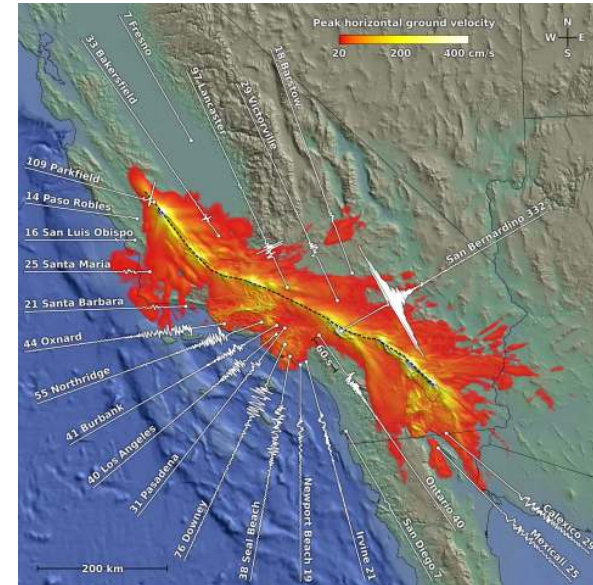 Peak horizontal ground velocity
20 200 400 cm/s
N
W E
S
7 Fresno
33 Bakersfield
97 Lancaster
29 Victorville
18 Barstow
109 Parkfield
14 Paso Robles
16 San Luis Obispo
25 Santa Maria
21 Santa Barbara
44 Oxnard
55 Northridge
41 Burbank
40 Los Angeles
31 Pasadena
76 Downey
38 Seal Beach
Newport Beach 19
Irvine 21
San Diego 7
Ontario 40
60 s
San Bernardino 332
Calexico 29
Mexicali 25
200 km